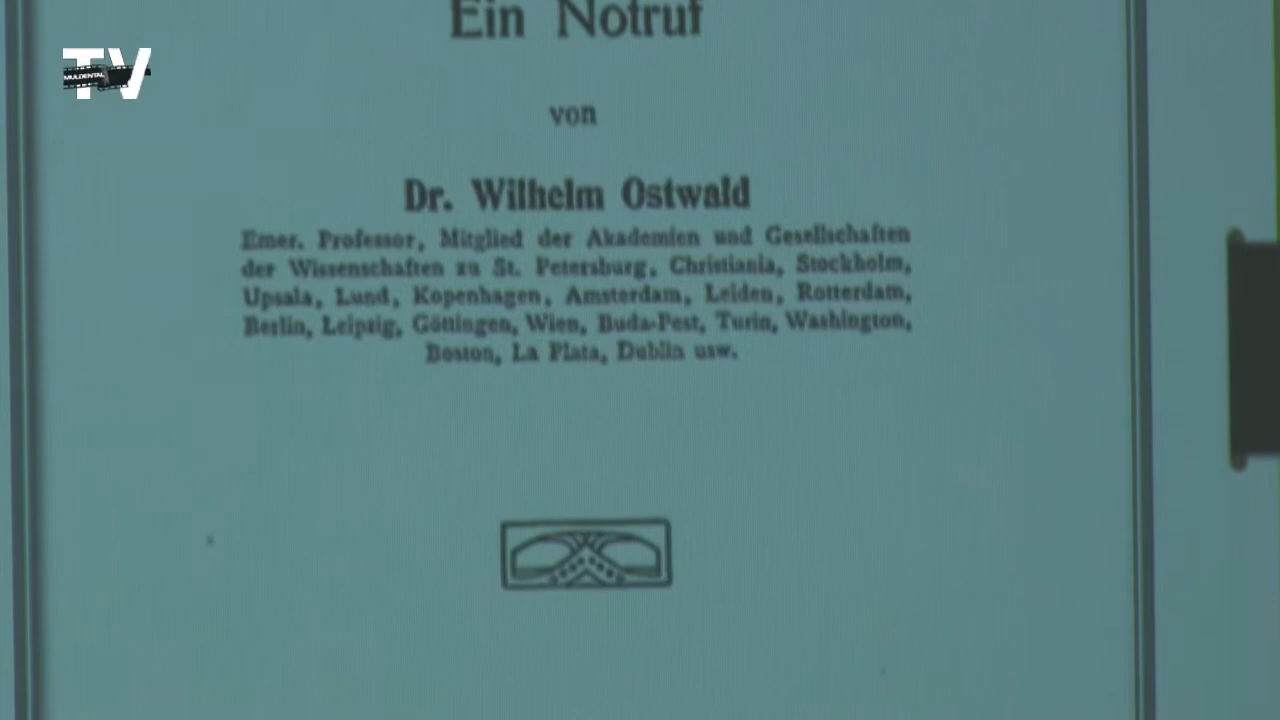 Ein Notruf
TV
MULDENTAL
von
Dr. Wilhelm Ostwald
Emer. Professor, Mitglied der Akademien und Gesellschaften
der Wissenschaften zu St. Petersburg, Christiania, Stockholm,
Upsala, Lund, Kopenhagen, Amsterdam, Leiden, Rotterdam,
Berlin, Leipzig, Göttingen, Wien, Buda-Pest, Turin, Washington,
Boston, La Plata, Dublin usw.